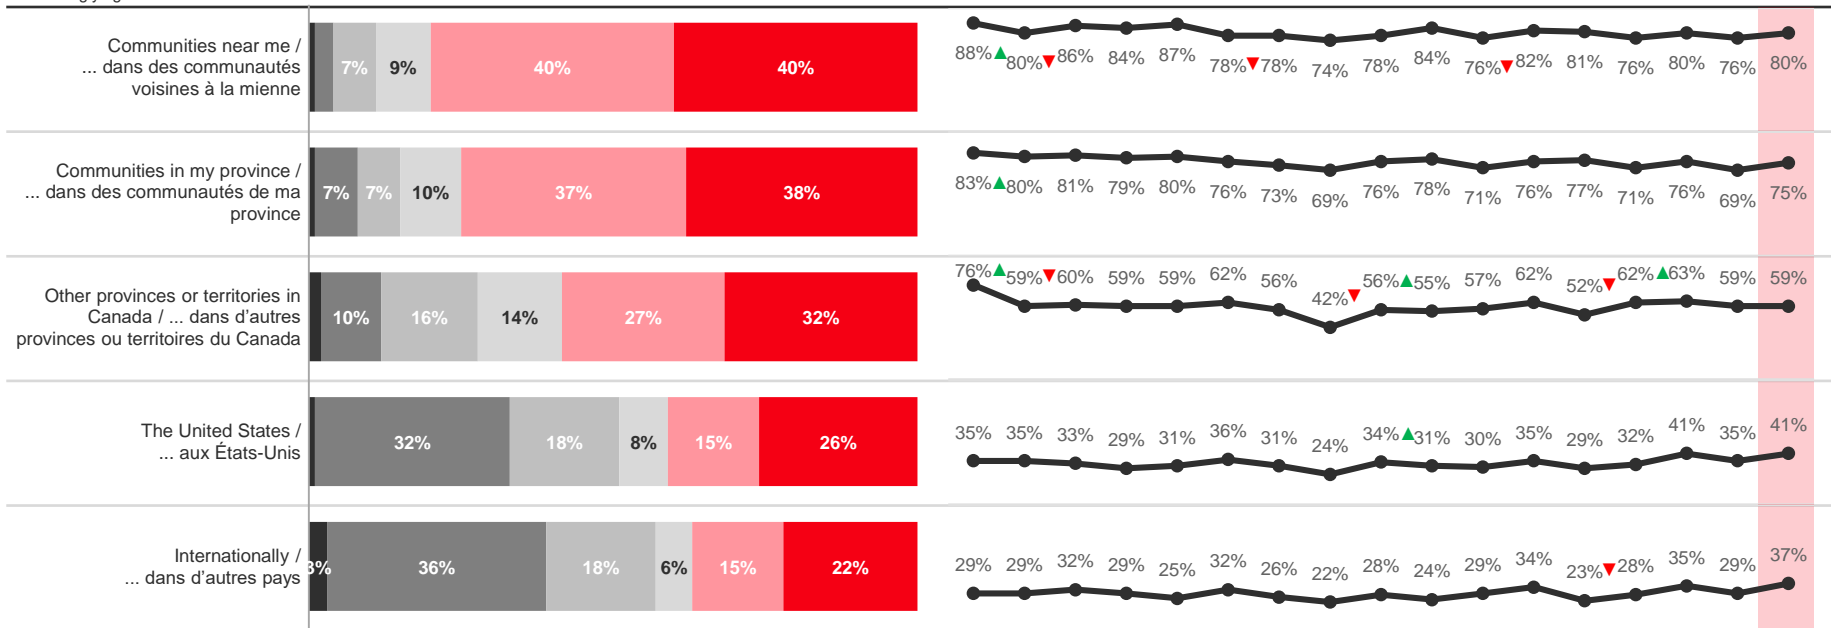 Communities near me /
... dans des communautés
voisines à la mienne
7% 9% 40% 40%
88% 80% 86% 84% 87% 78% 78% 74% 78% 84% 76% 82% 81% 76% 80% 76% 80%
Communities in my province /
... dans des communautés de ma
province
7% 7% 10% 37% 38%
83% 80% 81% 79% 80% 76% 73% 69% 76% 78% 71% 76% 77% 71% 76% 69% 75%
Other provinces or territories in
Canada / ... dans d'autres
provinces ou territoires du Canada
10% 16% 14% 27% 32%
76% 59% 60% 59% 59% 62% 56% 42% 56% 55% 57% 62% 52% 62% 63% 59% 59%
The United States /
... aux États-Unis
32% 18% 8% 15% 26%
35% 35% 33% 29% 31% 36% 31% 24% 34% 31% 30% 35% 29% 32% 41% 35% 41%
Internationally /
... dans d'autres pays
3% 36% 18% 6% 15% 22%
29% 29% 32% 29% 25% 32% 26% 22% 28% 24% 29% 34% 23% 28% 35% 29% 37%